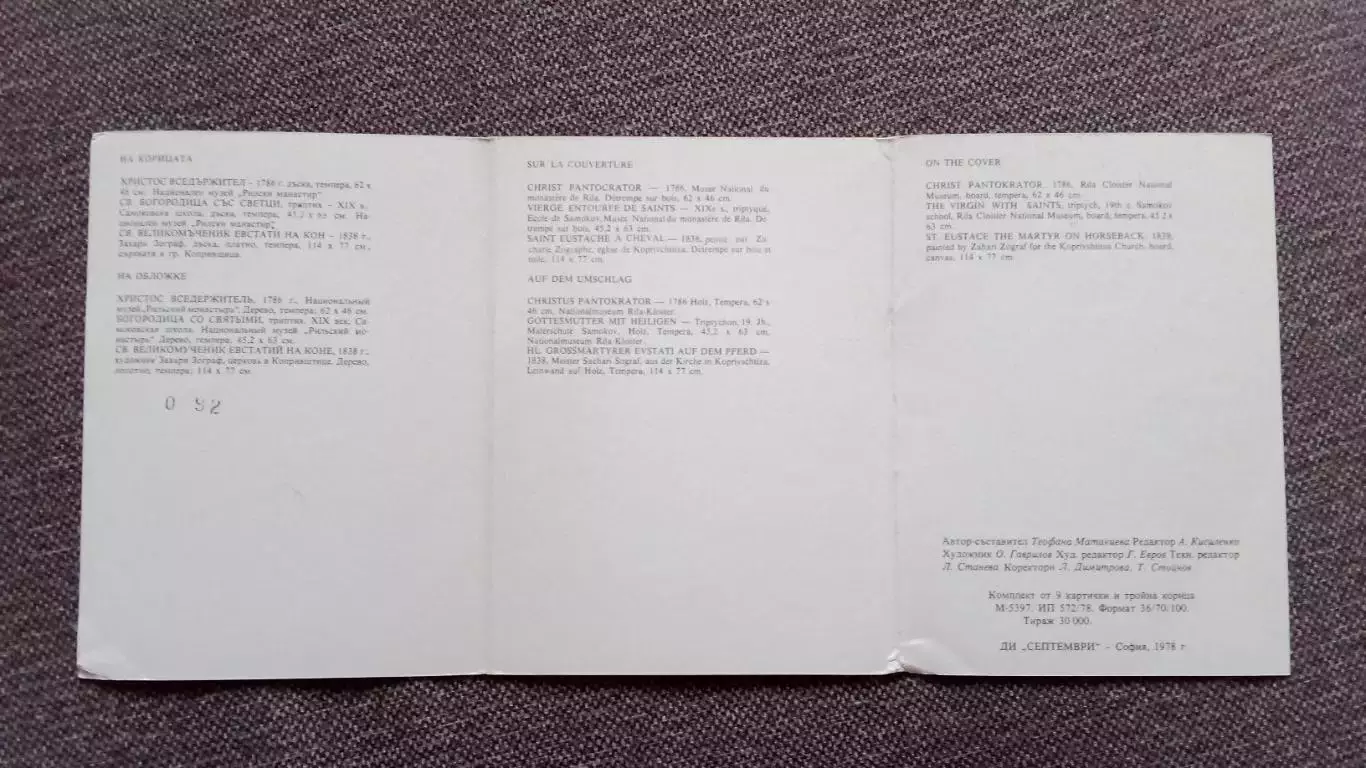 НА КОРИЦАТА
ХРИСТОС ВСЕДЪРЖИТЕЛ - 1786 г. дъска, темпера, 62 х
46 см. Национален музей „Рилски манастир"
СВ. БОГОРОДИЦА СЪС СВЕТЦИ, триптих - XIX в.,
Самоковска школа, дъска, темпера, 45,2 х 63 см. На-
ционален музей „Рилски манастир"
СВ. ВЕЛИКОМЪЧЕНИК ЕВСТАТИ НА КОН - 1838 г.,
Захари Зограф, дъска, платно, темпера, 114 х 77 см.,
църквата в гр. Копривщица.
НА ОБЛОЖКЕ
ХРИСТОС ВСЕДЕРЖИТЕЛЬ, 1786 г., Национальный
музей „Рильский монастырь". Дерево, темпера; 62 х 46 см.
БОГОРОДИЦА СО СВЯТЫМИ, триптих, XIX век, Са-
моковская школа. Национальный музей „Рильский мо-
настырь" Дерево, темпера; 45,2 х 63 см.
СВ. ВЕЛИКОМУЧЕНИК ЕВСТАТИЙ НА КОНЕ, 1838 г.,
художник Захари Зограф, церковь в Копривштице. Дерево,
полотно, темпера; 114 х 77 см.
0 92
SUR LA COUVERTURE
CHRIST PANTOCRATOR — 1786, Musée National du
monastère de Rila. Détrempe sur bois, 62 x 46 cm.
VIERGE ENTOURÉE DE SAINTS — XIXe s., triptyque,
Ecole de Samokov, Musée National du monastère de Rila. Dé-
trempe sur bois, 45,2 x 63 cm.
SAINT EUSTACHE À CHEVAL — 1838, peinte par Za-
charie Zographe, église de Koprivchtitza. Détrempe sur bois et
toile, 114 x 77 cm.
AUF DEM UMSCHLAG
CHRISTUS PANTOKRATOR — 1786 Holz, Tempera, 62 x
46 cm, Nationalmuseum Rila-Kloster.
GOTTESMUTTER MIT HEILIGEN — Triptychon, 19. Jh.,
Malerschule Samokov, Holz, Tempera, 45,2 x 63 cm,
Nationalmuseum Rila Kloster.
HL. GROSSMÄRTYRER EVSTATI AUF DEM PFERD —
1838, Meister Sachari Sograf, aus der Kirche in Koprivschtiza,
Leinwand auf Holz, Tempera, 114 x 77 cm.
ON THE COVER
CHRIST PANTOKRATOR, 1786, Rila Cloister National
Museum, board, tempera, 62 x 46 cm.
THE VIRGIN WITH SAINTS, triptych, 19th c. Samokov
school, Rila Cloister National Museum, board, tempera, 45.2 x
63 cm.
ST. EUSTACE THE MARTYR ON HORSEBACK, 1838,
painted by Zahari Zograf for the Koprivshtitsa Church, board,
canvas, 114 x 77 cm.
Автор-съставител Теофана Матакиева Редактор А. Кисиленко
Художник О. Гаврилов Худ. редактор Г. Евров Техн. редактор
Л. Станева Коректори Л. Димитрова, Т. Стоянов
Комплект от 9 картички и тройна корица
М-5397. ИП 572/78. Формат 36/70/100.
Тираж 30 000.
ДИ „СЕПТЕМВРИ" - София, 1978 г.